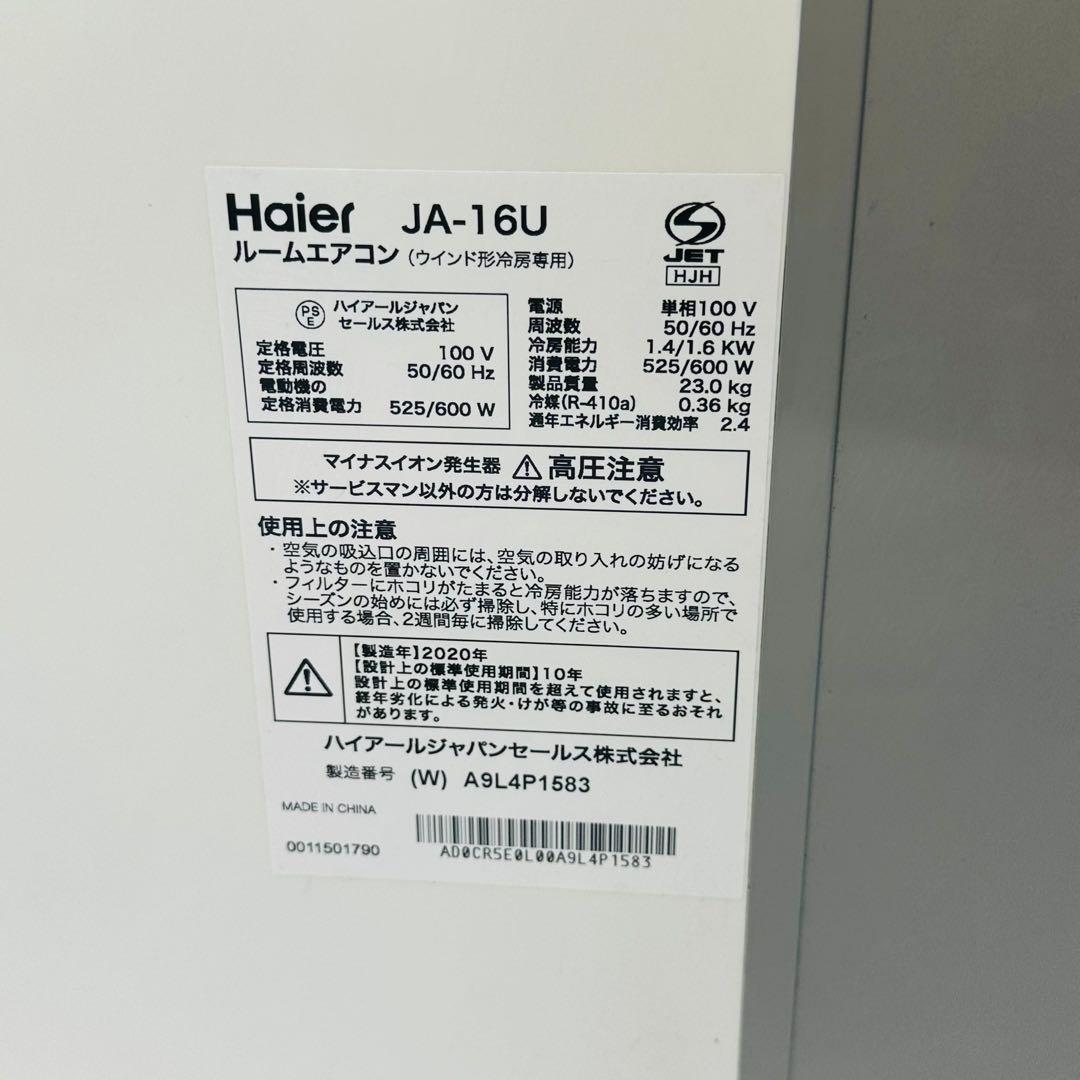 Haier JA-16U
ルームエアコン (ウインド形冷房専用)
JET
HJH
PS
E
ハイアールジャパン
セールス株式会社
定格電圧 100 V
定格周波数 50/60 Hz
電動機の
定格消費電力 525/600 W
電源 単相100 V
周波数 50/60 Hz
冷房能力 1.4/1.6 KW
消費電力 525/600 W
製品質量 23.0 kg
冷媒(R-410a) 0.36 kg
通年エネルギー消費効率 2.4
マイナスイオン発生器 ⚠高圧注意
※サービスマン以外の方は分解しないでください。
使用上の注意
・空気の吸込口の周囲には、空気の取り入れの妨げになる
ようなものを置かないでください。
・フィルターにホコリがたまると冷房能力が落ちますので、
シーズンの始めには必ず掃除し、特にホコリの多い場所で
使用する場合、2週間毎に掃除してください。
【製造年】2020年
【設計上の標準使用期間】10年
設計上の標準使用期間を超えて使用されますと、
経年劣化による発火・けが等の事故に至るおそれ
があります。
ハイアールジャパンセールス株式会社
製造番号 (W) A9L4P1583
MADE IN CHINA
0011501790
AD0CR5E0L00A9L4P1583